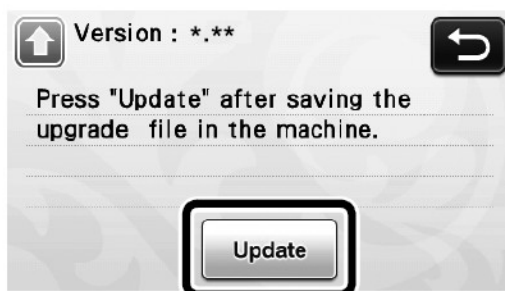 Version : *.**
Press "Update" after saving the
upgrade file in the machine.
Update